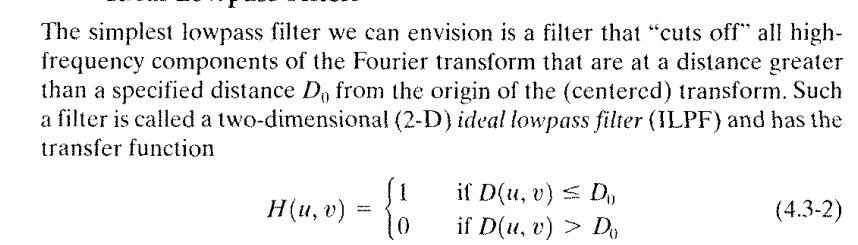 The simplest lowpass filter we can envision is a filter that “cuts off” all high-
frequency components of the Fourier transform that are at a distance greater
than a specified distance D₀ from the origin of the (centered) transform. Such
a filter is called a two-dimensional (2-D) ideal lowpass filter (ILPF) and has the
transfer function
H(u, v) = { 1 if D(u, v) ≤ D₀
0 if D(u, v) > D₀ (4.3-2)